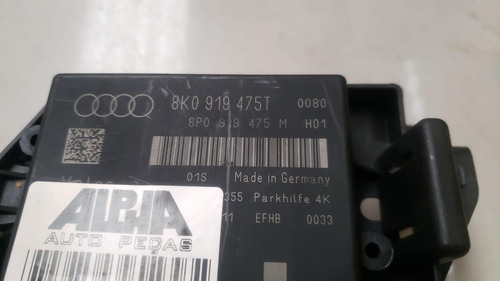 8K0 919 475T 0080
8P0 919 475 M H01
01S Made in Germany
355 Parkhilfe 4K
11 EFHB 0033
ALPHA
AUTO PEÇAS